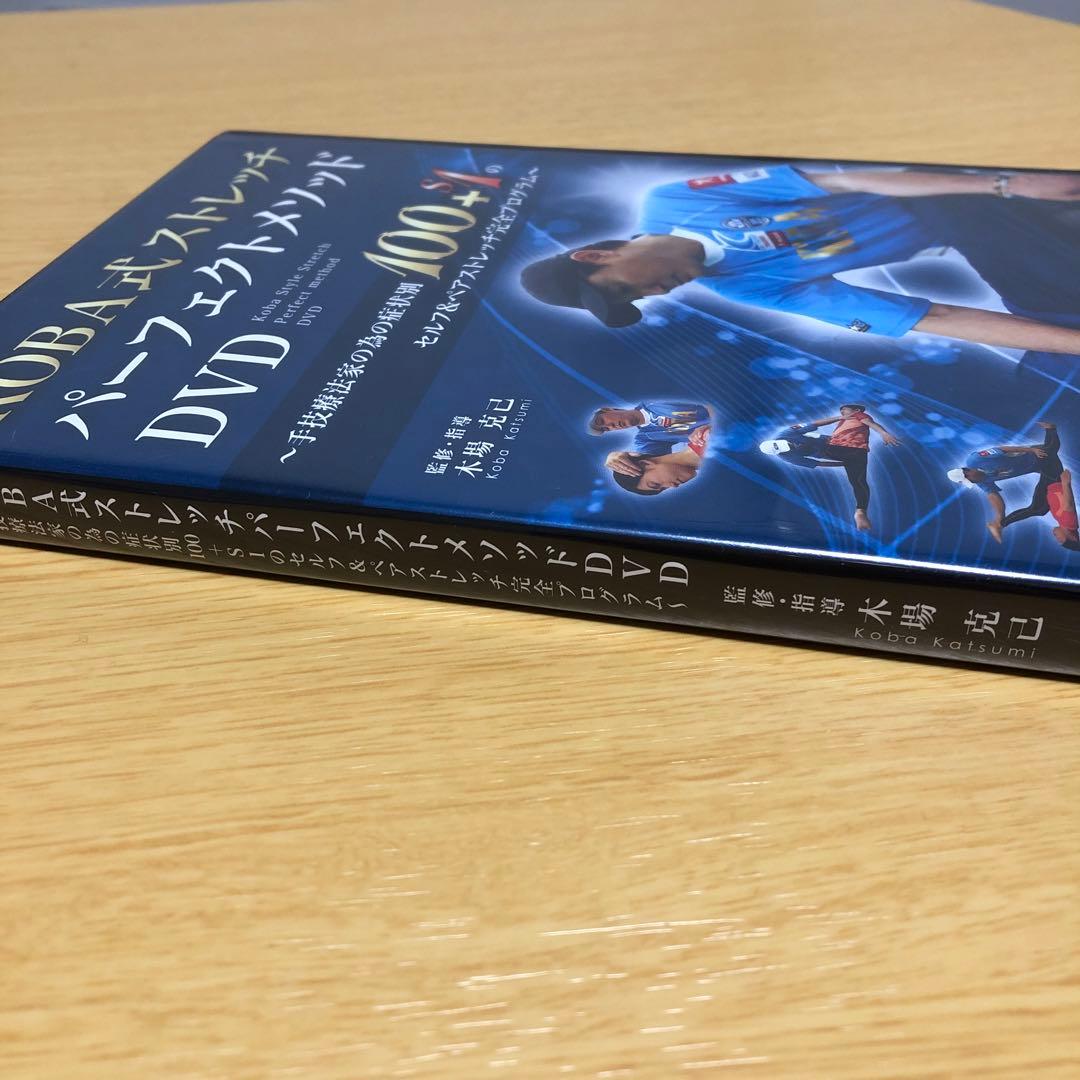 KOBA式ストレッチ
パーフェクトメソッド
DVD
Koba Style Stretch
Perfect method
DVD
～手技療法家の為の症状別
100+S1の
セルフ&ペアストレッチ完全プログラム～
監修・指導
木場 克己
Koba Katsumi
BA式ストレッチパーフェクトメソッドDVD
技療法家の為の症状別100+S1のセルフ&ペアストレッチ完全プログラム～
監修・指導 木場 克己
Koba Katsumi